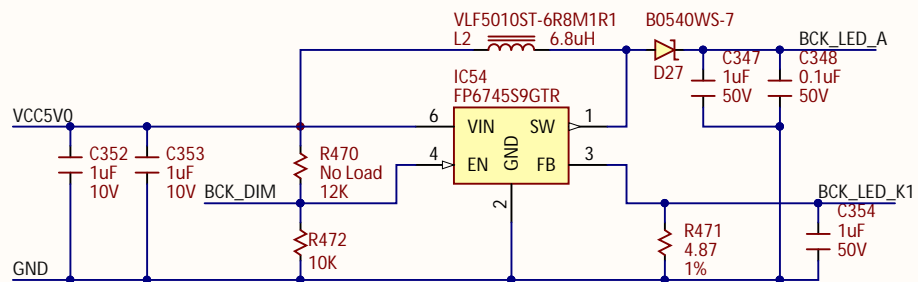 VLF5010ST-6R8M1R1
L2
6.8uH
B0540WS-7
D27
BCK_LED_A
C347
1uF
50V
C348
0.1uF
50V
IC54
FP6745S9GTR
VCC5V0
6
VIN
SW
1
4
EN
GND
FB
3
2
C352
1uF
10V
C353
1uF
10V
R470
No Load
12K
BCK_DIM
R472
10K
BCK_LED_K1
R471
4.87
1%
C354
1uF
50V
GND